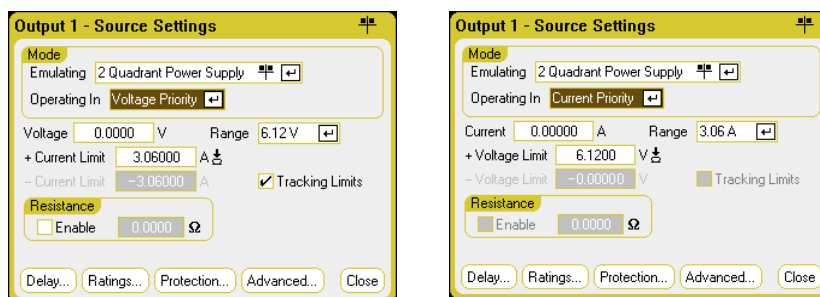 Output 1 - Source Settings
Mode
Emulating 2 Quadrant Power Supply
Operating In Voltage Priority
Voltage 0.0000 V Range 6.12 V
+ Current Limit 3.06000 A
- Current Limit -3.06000 A Tracking Limits
Resistance
Enable 0.0000 Ω
Delay... Ratings... Protection... Advanced... Close
Output 1 - Source Settings
Mode
Emulating 2 Quadrant Power Supply
Operating In Current Priority
Current 0.00000 A Range 3.06 A
+ Voltage Limit 6.1200 V
- Voltage Limit -0.00000 V Tracking Limits
Resistance
Enable 0.0000 Ω
Delay... Ratings... Protection... Advanced... Close